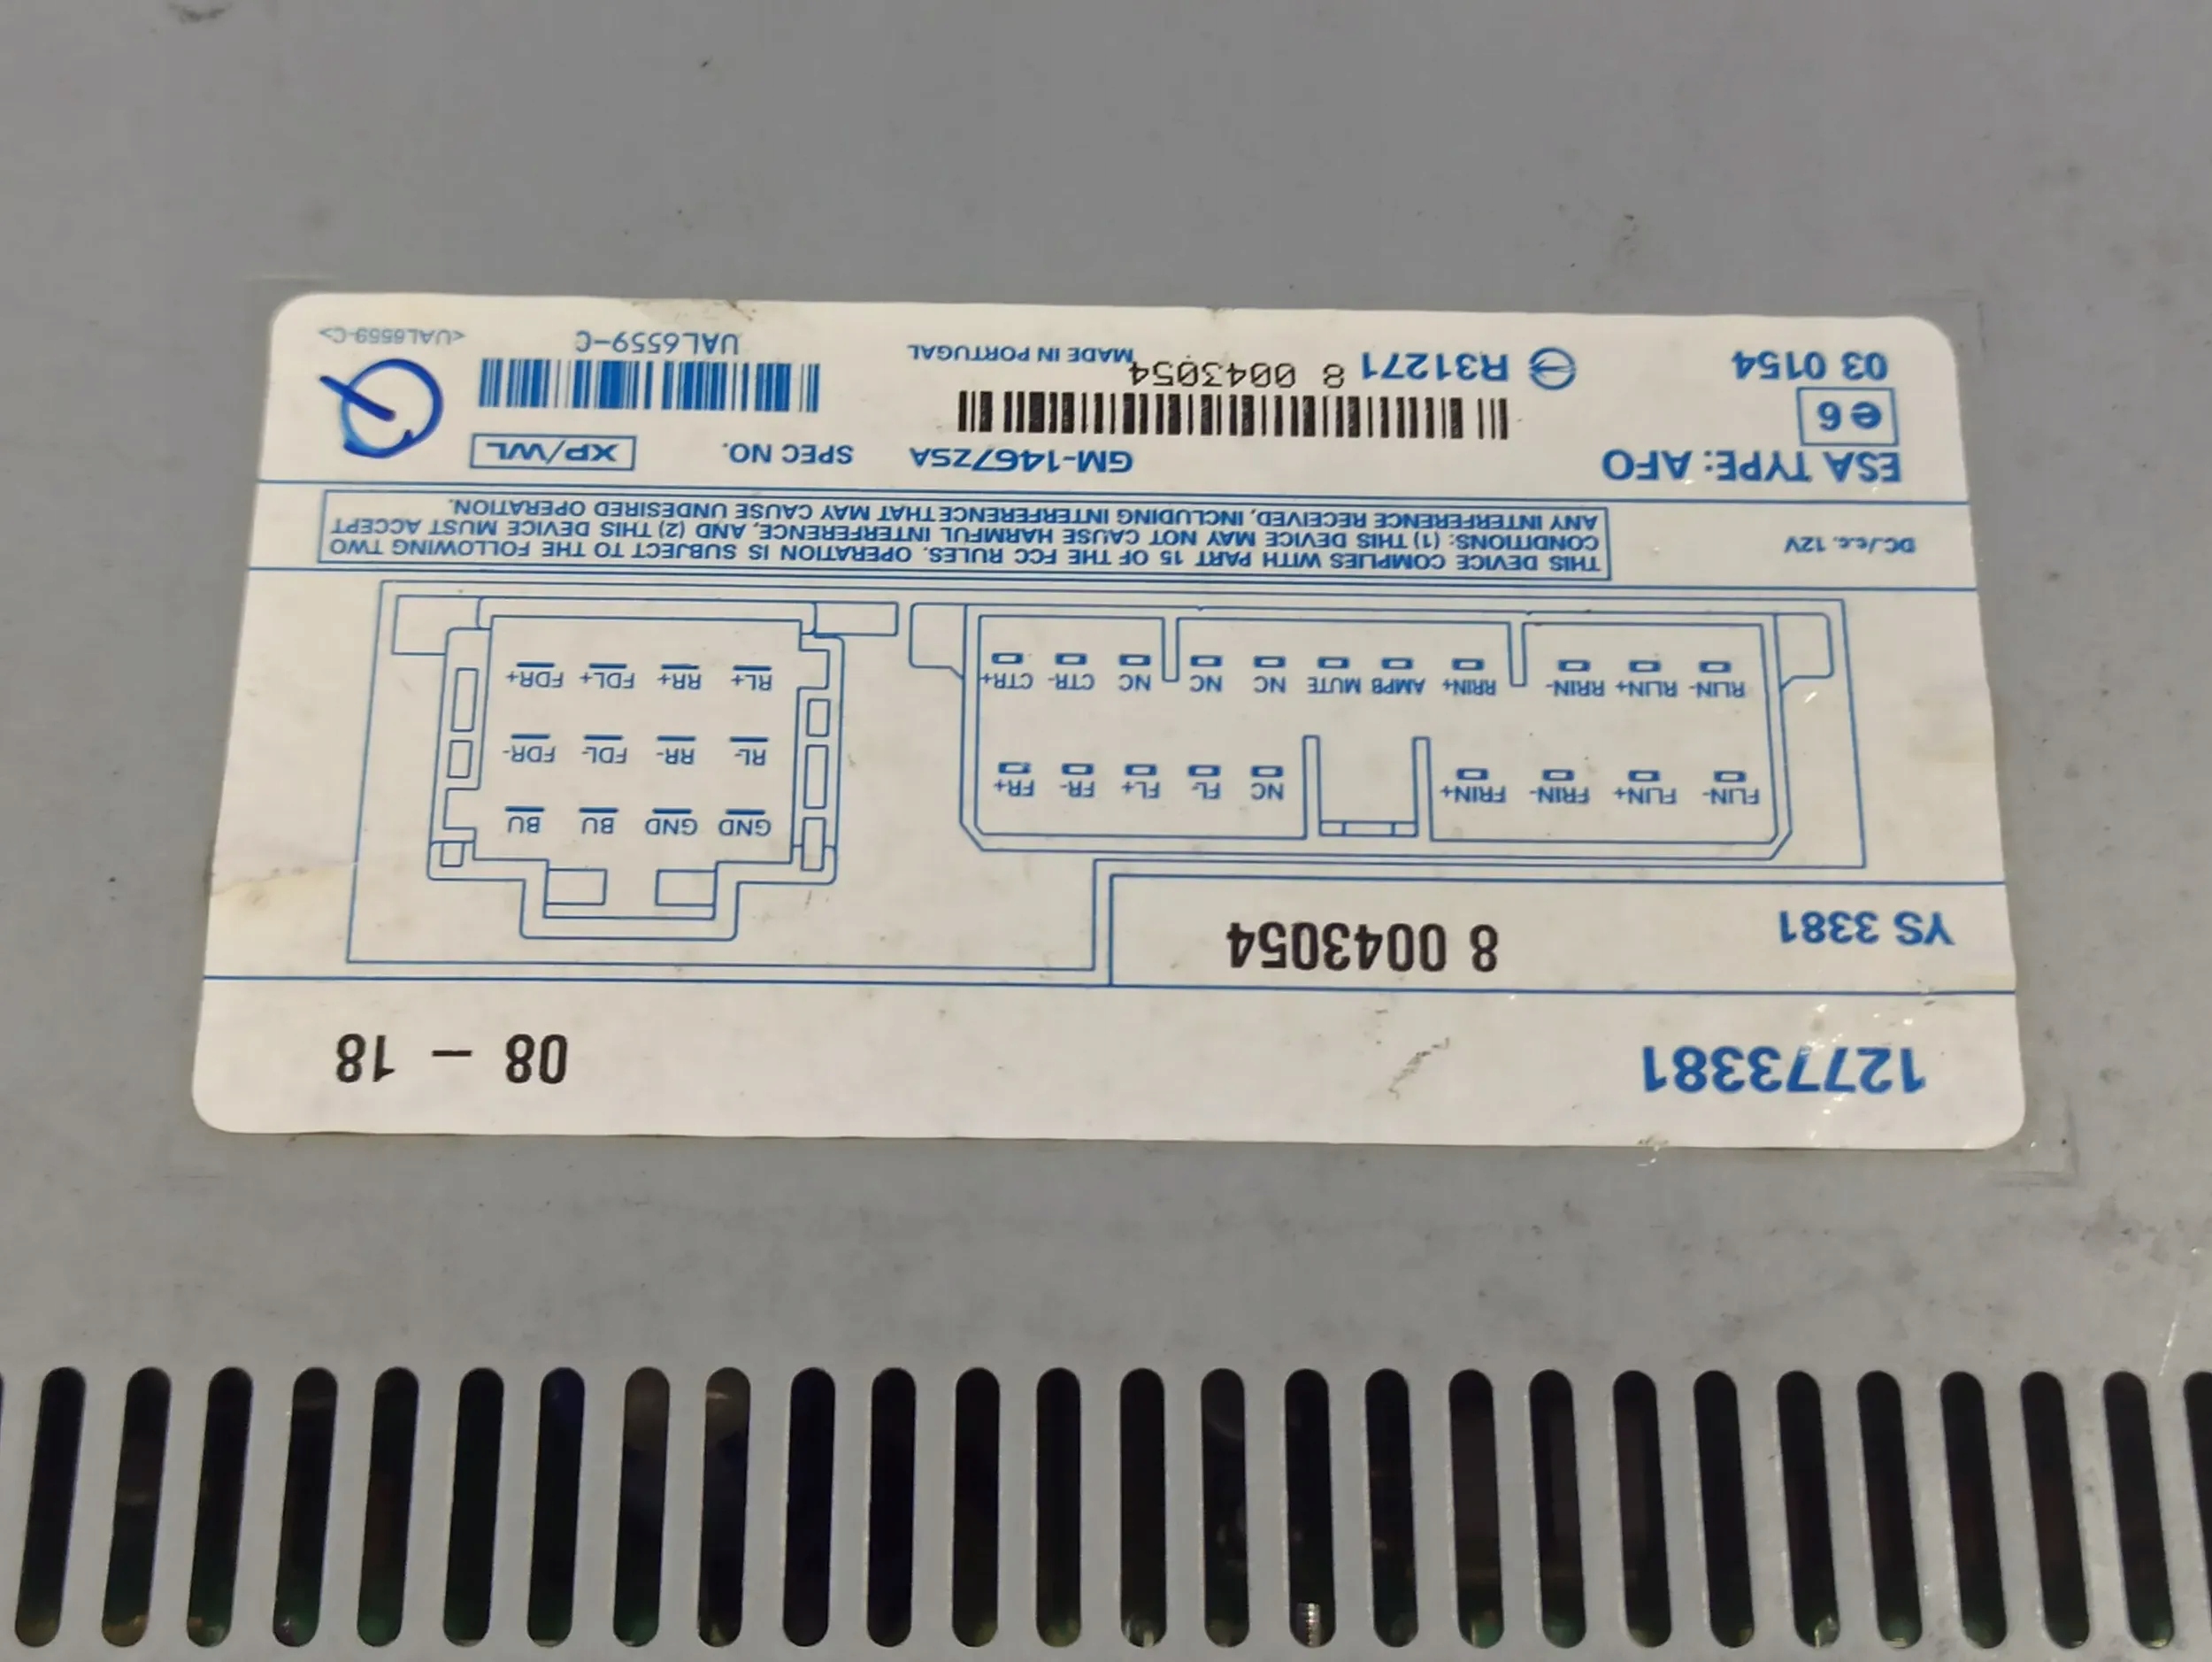 12773381
08 - 18
YS 3381
8 0043054
FLIN- FLIN+ FRIN- FRIN+ NC FL- FL+ FR- FR+
RLIN- RLIN+ RRIN- RRIN+ AMPB MUTE NC NC NC CTR- CTR+
GND GND BU BU
RL- RR- FDL- FDR-
RL+ RR+ FDL+ FDR+
DC/c.c. 12V
THIS DEVICE COMPLIES WITH PART 15 OF THE FCC RULES. OPERATION IS SUBJECT TO THE FOLLOWING TWO
CONDITIONS: (1) THIS DEVICE MAY NOT CAUSE HARMFUL INTERFERENCE, AND (2) THIS DEVICE MUST ACCEPT
ANY INTERFERENCE RECEIVED, INCLUDING INTERFERENCE THAT MAY CAUSE UNDESIRED OPERATION.
ESA TYPE: AFO
GM-1467ZSA
SPEC NO.
XP/WL
e6
03 0154
R31271
8 0043054
MADE IN PORTUGAL
UAL6559-C
<UAL6559-C>